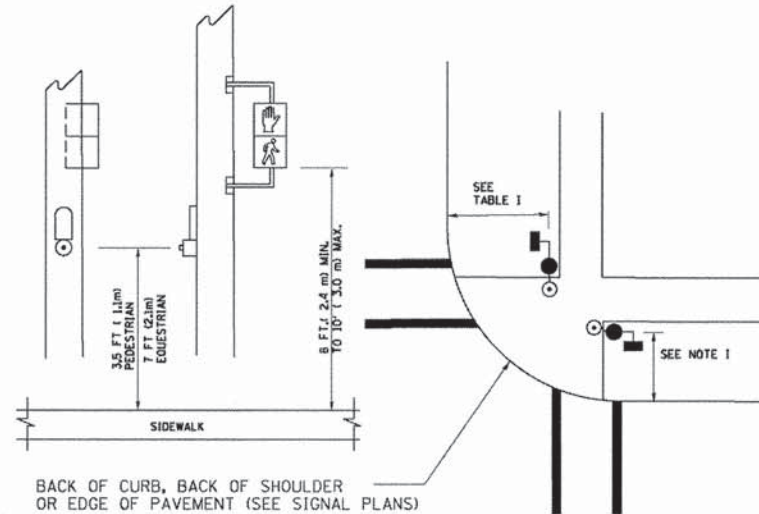 3.5 FT ( 1.1m)
PEDESTRIAN
7 FT (2.1m)
EQUESTRIAN
8 FT.( 2.4 m) MIN.
TO 10' ( 3.0 m) MAX.
SIDEWALK
BACK OF CURB, BACK OF SHOULDER
OR EDGE OF PAVEMENT (SEE SIGNAL PLANS)
SEE
TABLE I
SEE NOTE I